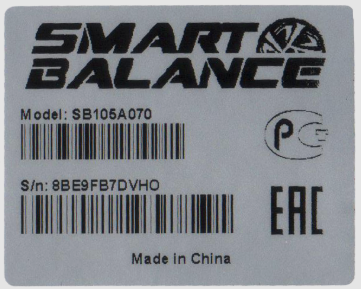 SMART
BALANCE
Model: SB105A070
S/n: 8BE9FB7DVHO
EAC
Made in China